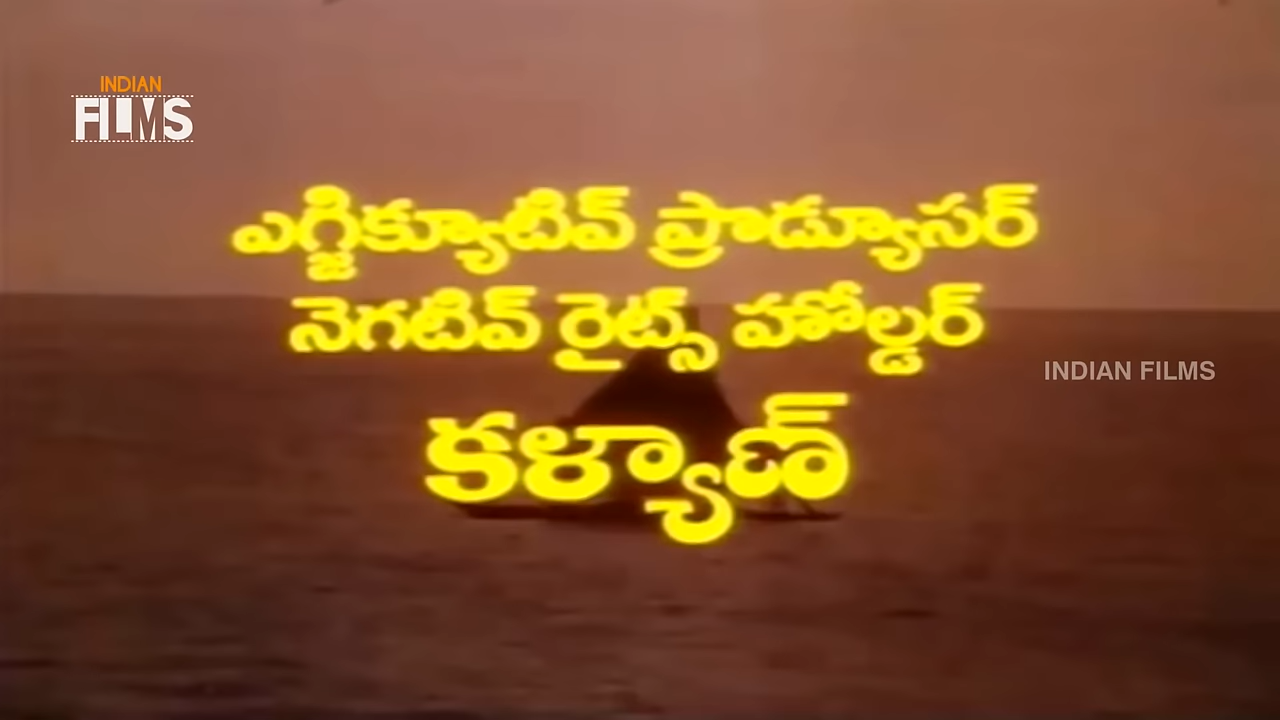 INDIAN
FILMS
ఎగ్జిక్యూటివ్ ప్రొడ్యూసర్
నెగటివ్ రైట్స్ హోల్డర్
INDIAN FILMS
కళ్యాణ్